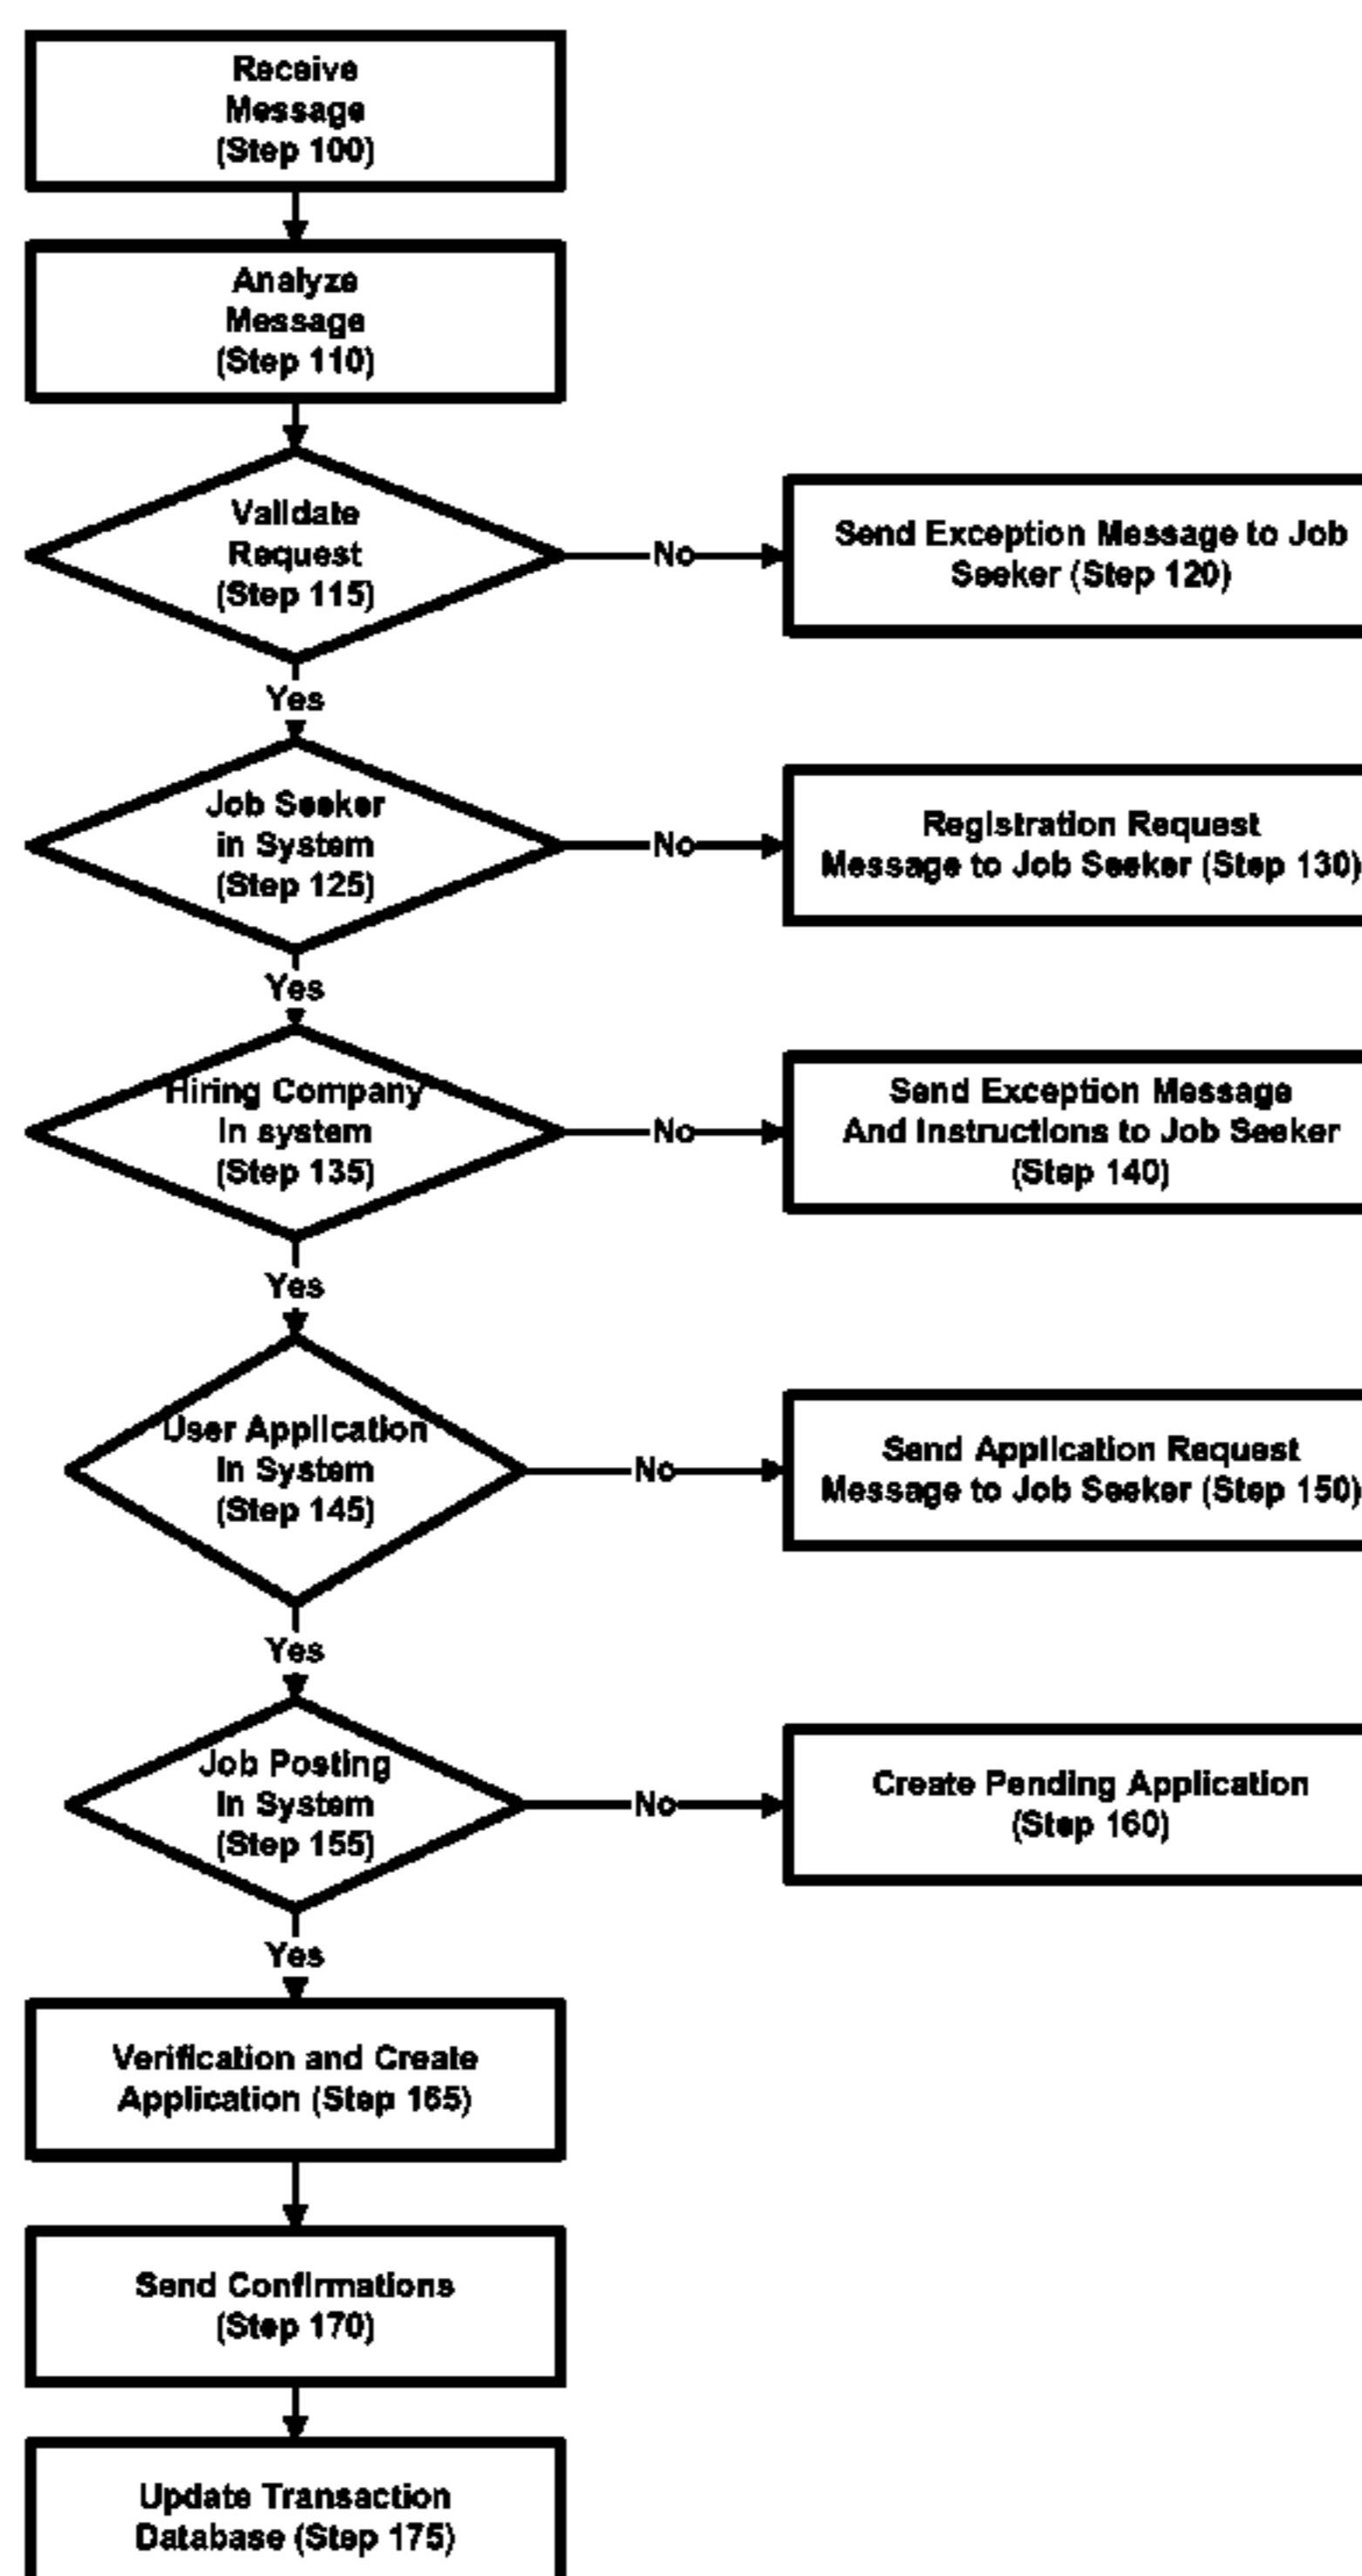 Receive
Message
(Step 100)
Analyze
Message
(Step 110)
Validate
Request
(Step 115)
No
Send Exception Message to Job
Seeker (Step 120)
Yes
Job Seeker
in System
(Step 125)
No
Registration Request
Message to Job Seeker (Step 130)
Yes
Hiring Company
In system
(Step 135)
No
Send Exception Message
And Instructions to Job Seeker
(Step 140)
Yes
User Application
In System
(Step 145)
No
Send Application Request
Message to Job Seeker (Step 150)
Yes
Job Posting
In System
(Step 155)
No
Create Pending Application
(Step 160)
Yes
Verification and Create
Application (Step 165)
Send Confirmations
(Step 170)
Update Transaction
Database (Step 175)